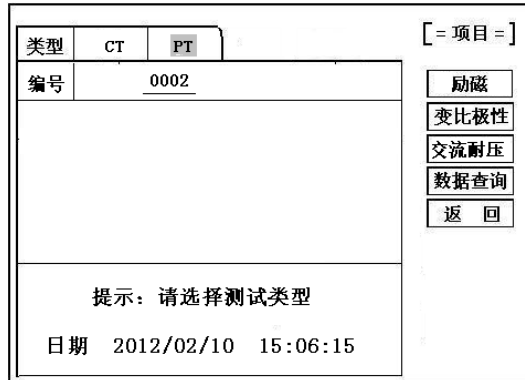 类型 CT PT
编号 0002
提示：请选择测试类型
日期 2012/02/10 15:06:15
[=项目=]
励磁
变比极性
交流耐压
数据查询
返 回